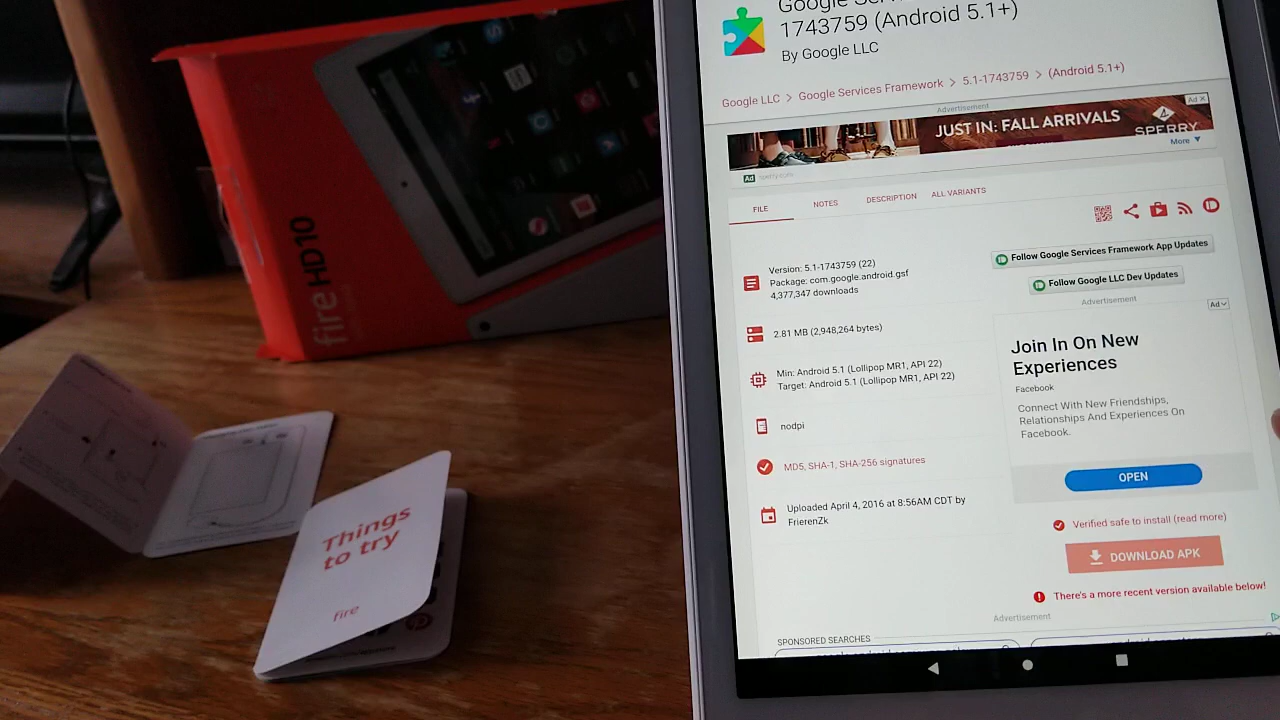 fire HD10
Things
to try
fire
1743759 (Android 5.1+)
By Google LLC
Google LLC > Google Services Framework > 5.1-1743759 > (Android 5.1+)
Advertisement
Ad X
JUST IN: FALL ARRIVALS
SPERRY
More
Ad sperry.com
FILE
NOTES
DESCRIPTION
ALL VARIANTS
Version: 5.1-1743759 (22)
Package: com.google.android.gsf
4,377,347 downloads
2.81 MB (2,948,264 bytes)
Min: Android 5.1 (Lollipop MR1, API 22)
Target: Android 5.1 (Lollipop MR1, API 22)
nodpi
MD5, SHA-1, SHA-256 signatures
Uploaded April 4, 2016 at 8:56AM CDT by
FrierenZk
Follow Google Services Framework App Updates
Follow Google LLC Dev Updates
Advertisement
Ad
Join In On New
Experiences
Facebook
Connect With New Friendships,
Relationships And Experiences On
Facebook.
OPEN
Verified safe to install (read more)
DOWNLOAD APK
There's a more recent version available below!
Advertisement
SPONSORED SEARCHES